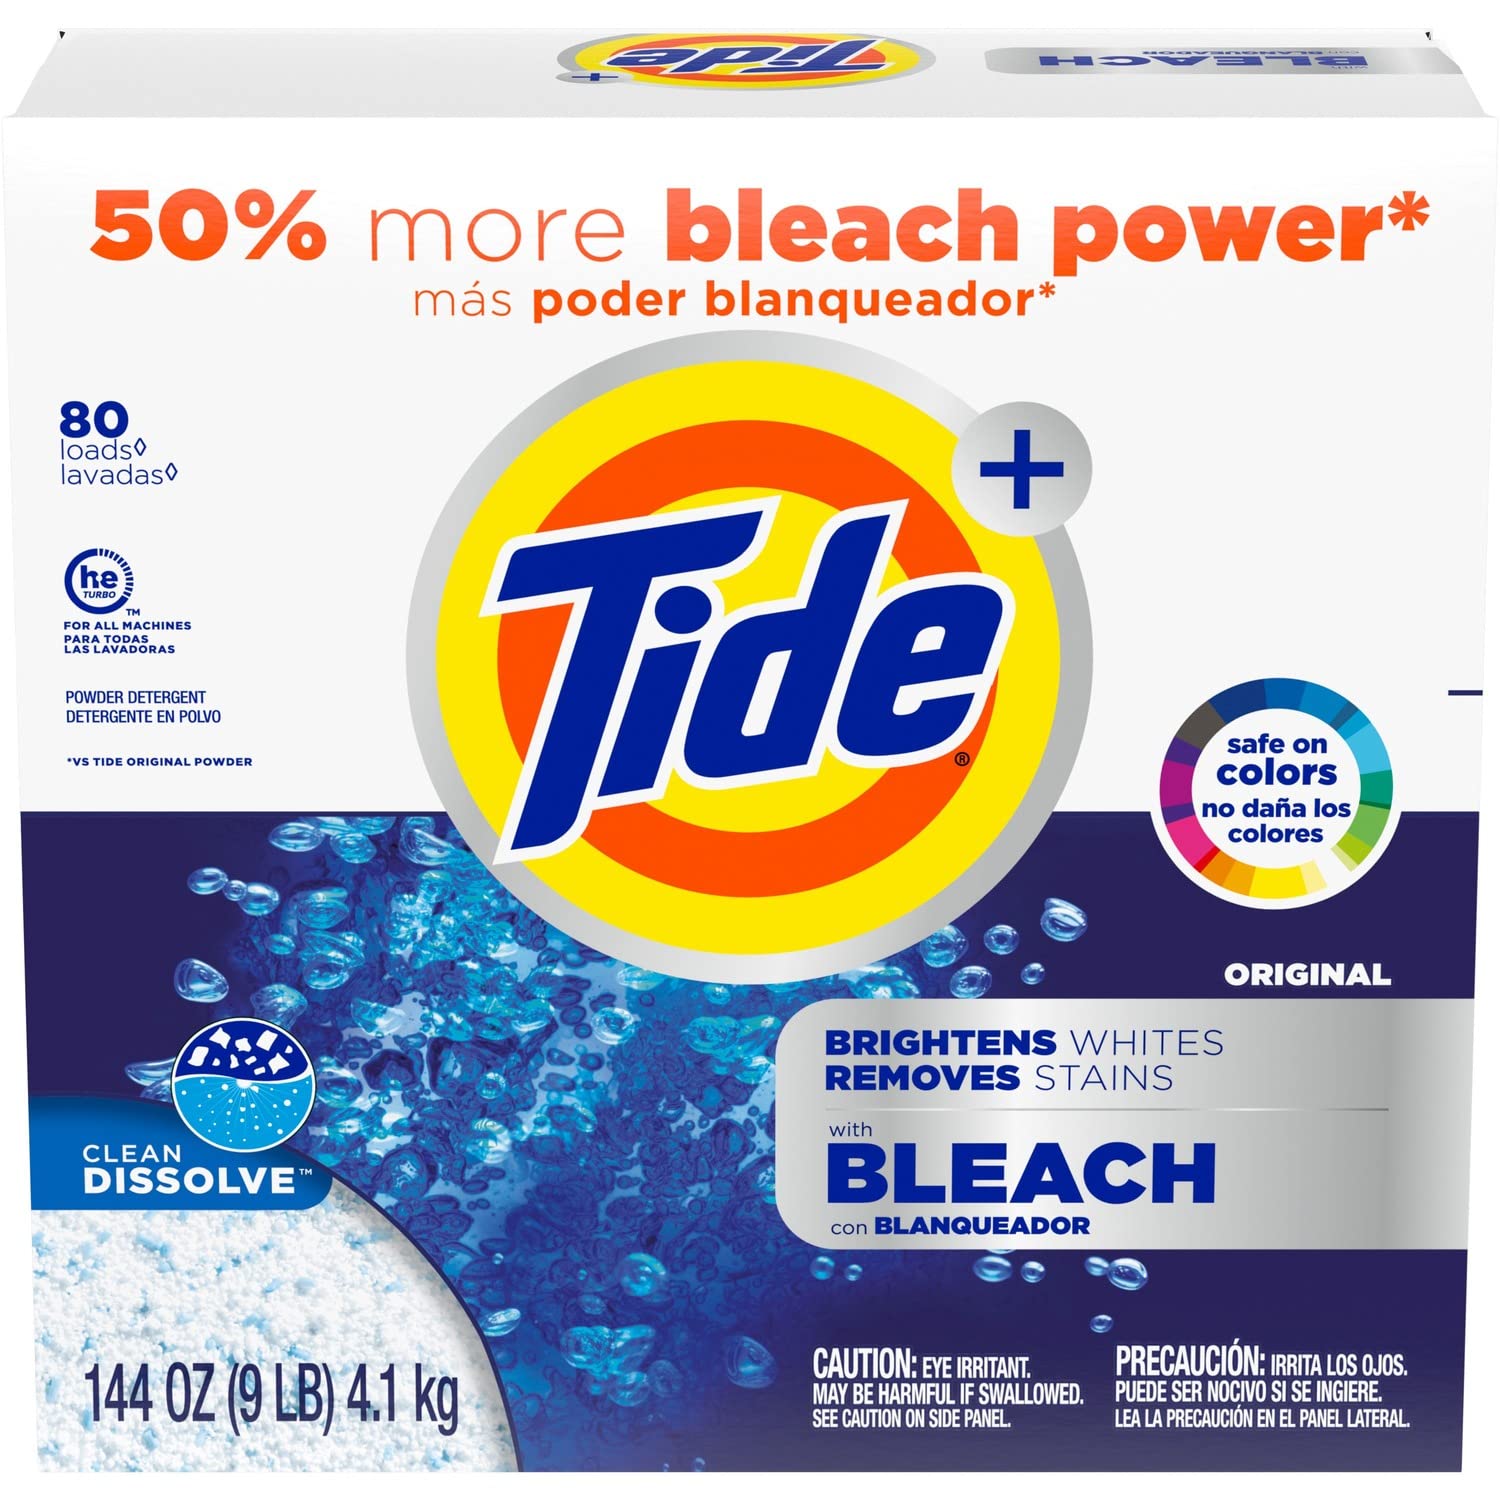 Tide
+
with BLEACH
con BLANQUEADOR
50% more bleach power*
más poder blanqueador*
80
loads◊
lavadas◊
he
TURBO
™
FOR ALL MACHINES
PARA TODAS
LAS LAVADORAS
POWDER DETERGENT
DETERGENTE EN POLVO
*VS TIDE ORIGINAL POWDER
+
Tide®
safe on
colors
no daña los
colores
ORIGINAL
BRIGHTENS WHITES
REMOVES STAINS
with
BLEACH
con BLANQUEADOR
CLEAN
DISSOLVE™
144 OZ (9 LB) 4.1 kg
CAUTION: EYE IRRITANT.
MAY BE HARMFUL IF SWALLOWED.
SEE CAUTION ON SIDE PANEL.
PRECAUCIÓN: IRRITA LOS OJOS.
PUEDE SER NOCIVO SI SE INGIERE.
LEA LA PRECAUCIÓN EN EL PANEL LATERAL.